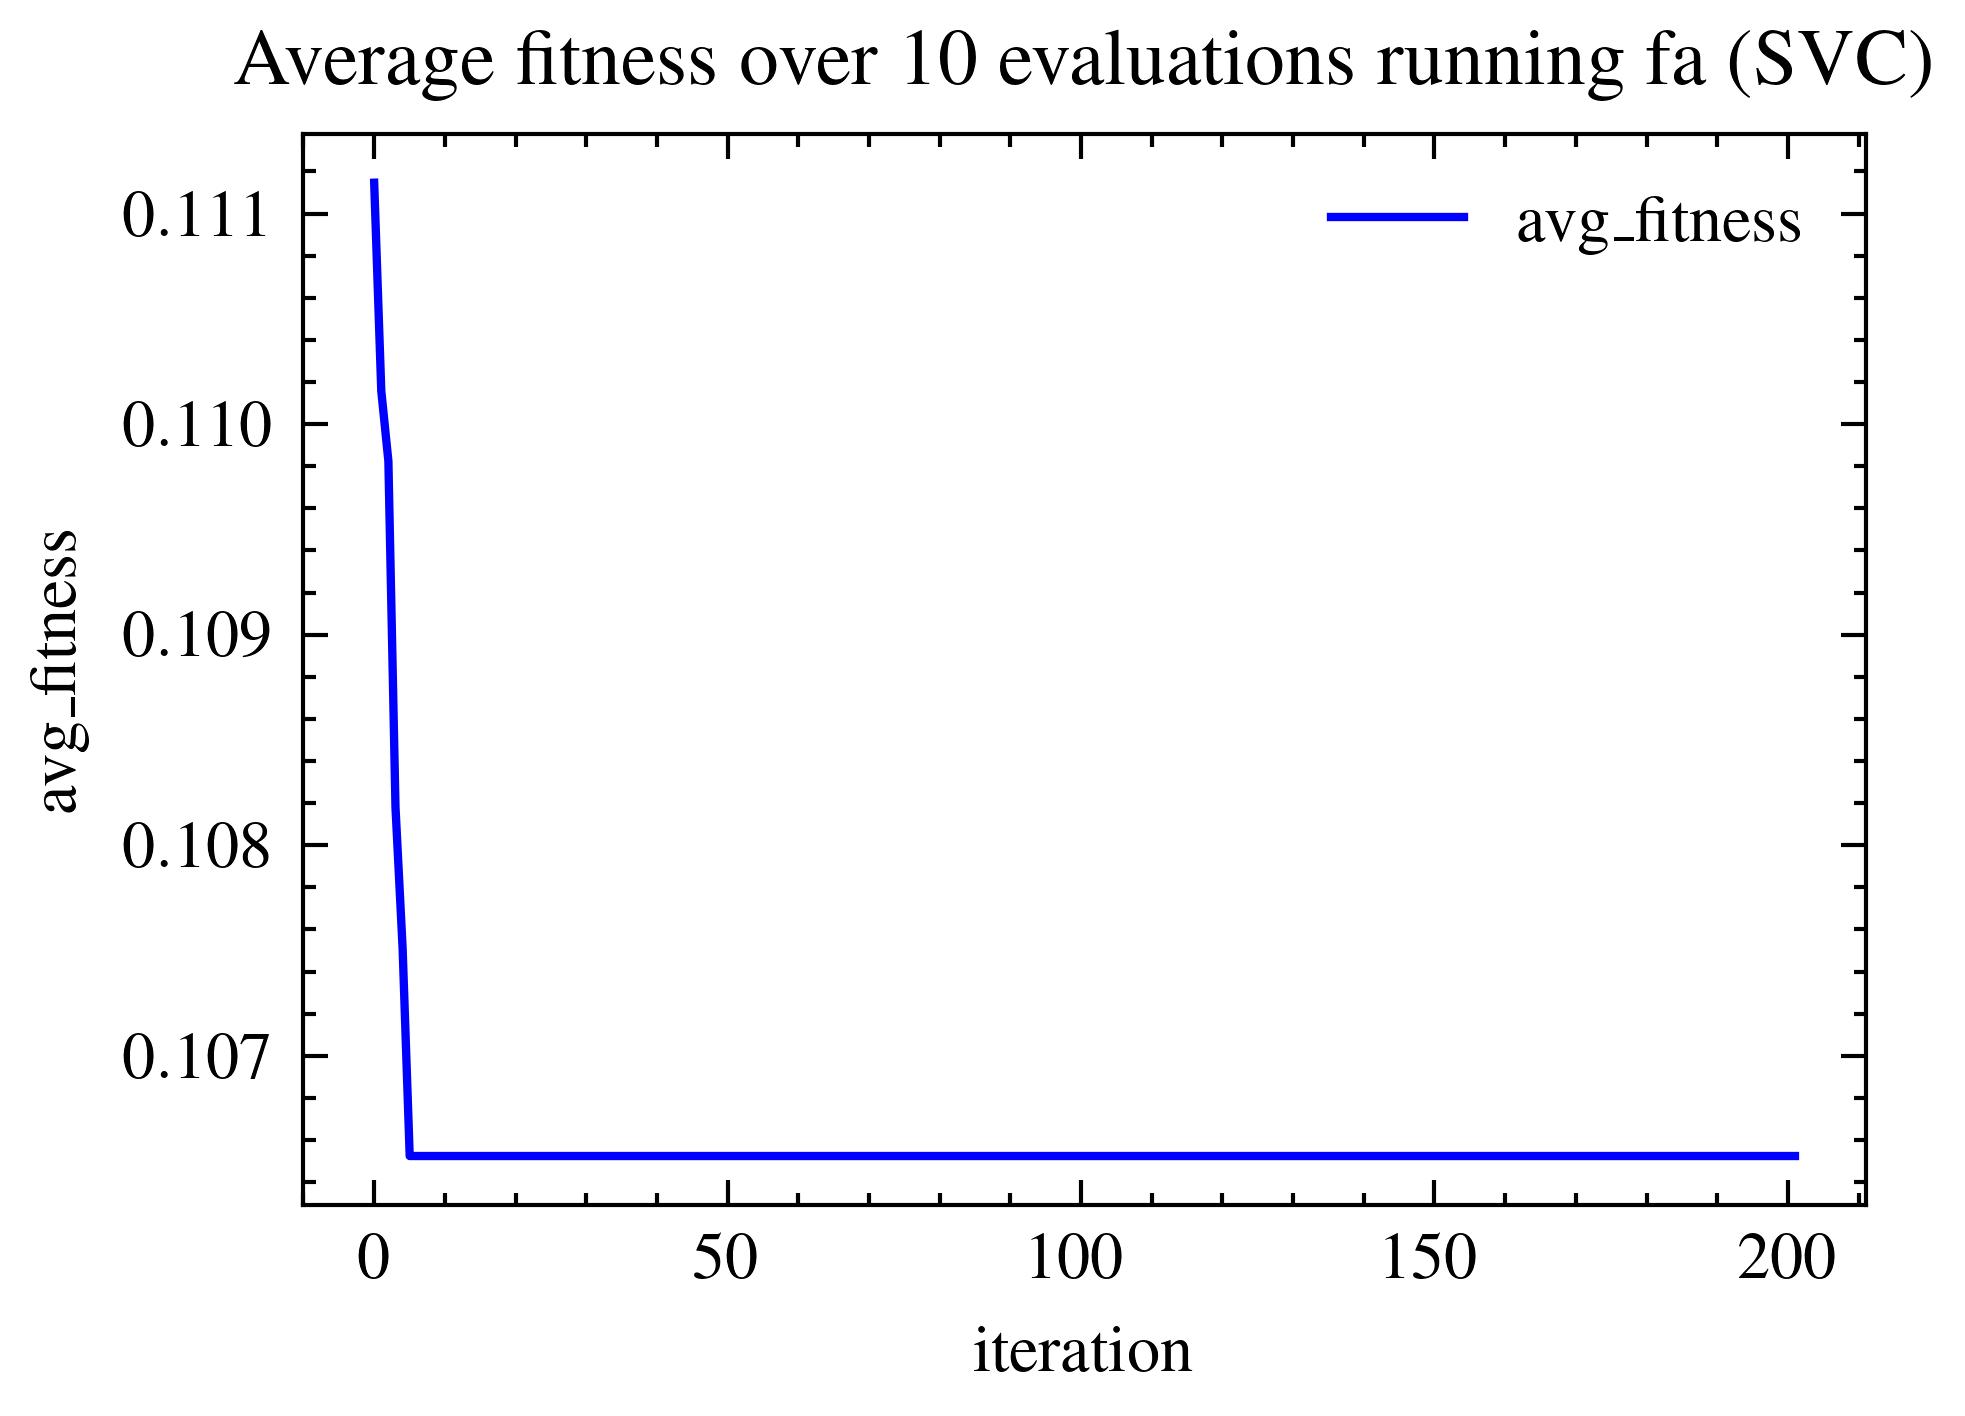 Average fitness over 10 evaluations running fa (SVC)
avg_fitness
0.111
0.110
0.109
0.108
0.107
avg_fitness
0 50 100 150 200
iteration